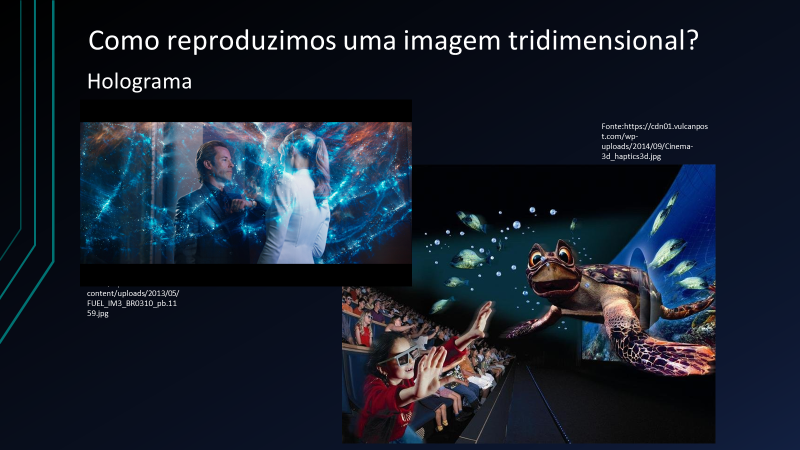 Como reproduzimos uma imagem tridimensional?
Holograma
Fonte:https://cdn01.vulcanpos
t.com/wp-
uploads/2014/09/Cinema-
3d_haptics3d.jpg
content/uploads/2013/05/
FUEL_IM3_BR0310_pb.11
59.jpg